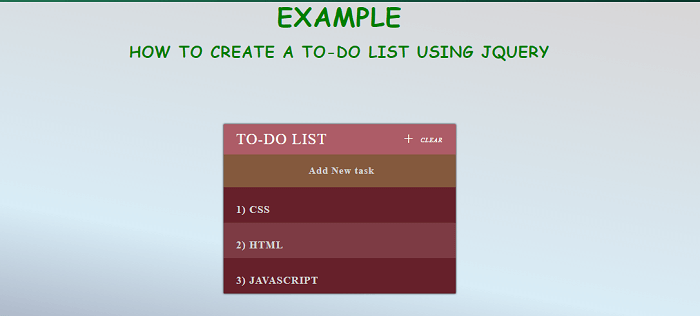 EXAMPLE
HOW TO CREATE A TO-DO LIST USING JQUERY
TO-DO LIST + CLEAR
Add New task
1) CSS
2) HTML
3) JAVASCRIPT